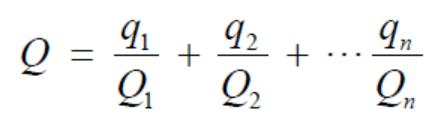 Q = q₁/Q₁ + q₂/Q₂ + ⋯ qₙ/Qₙ